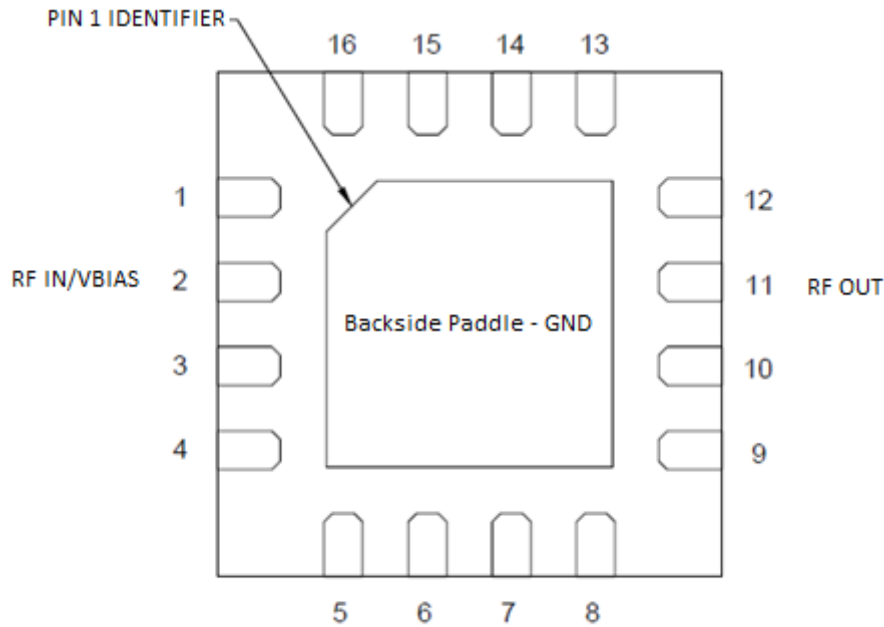 PIN 1 IDENTIFIER
16 15 14 13
1 12
RF IN/VBIAS 2 11 RF OUT
Backside Paddle - GND
3 10
4 9
5 6 7 8